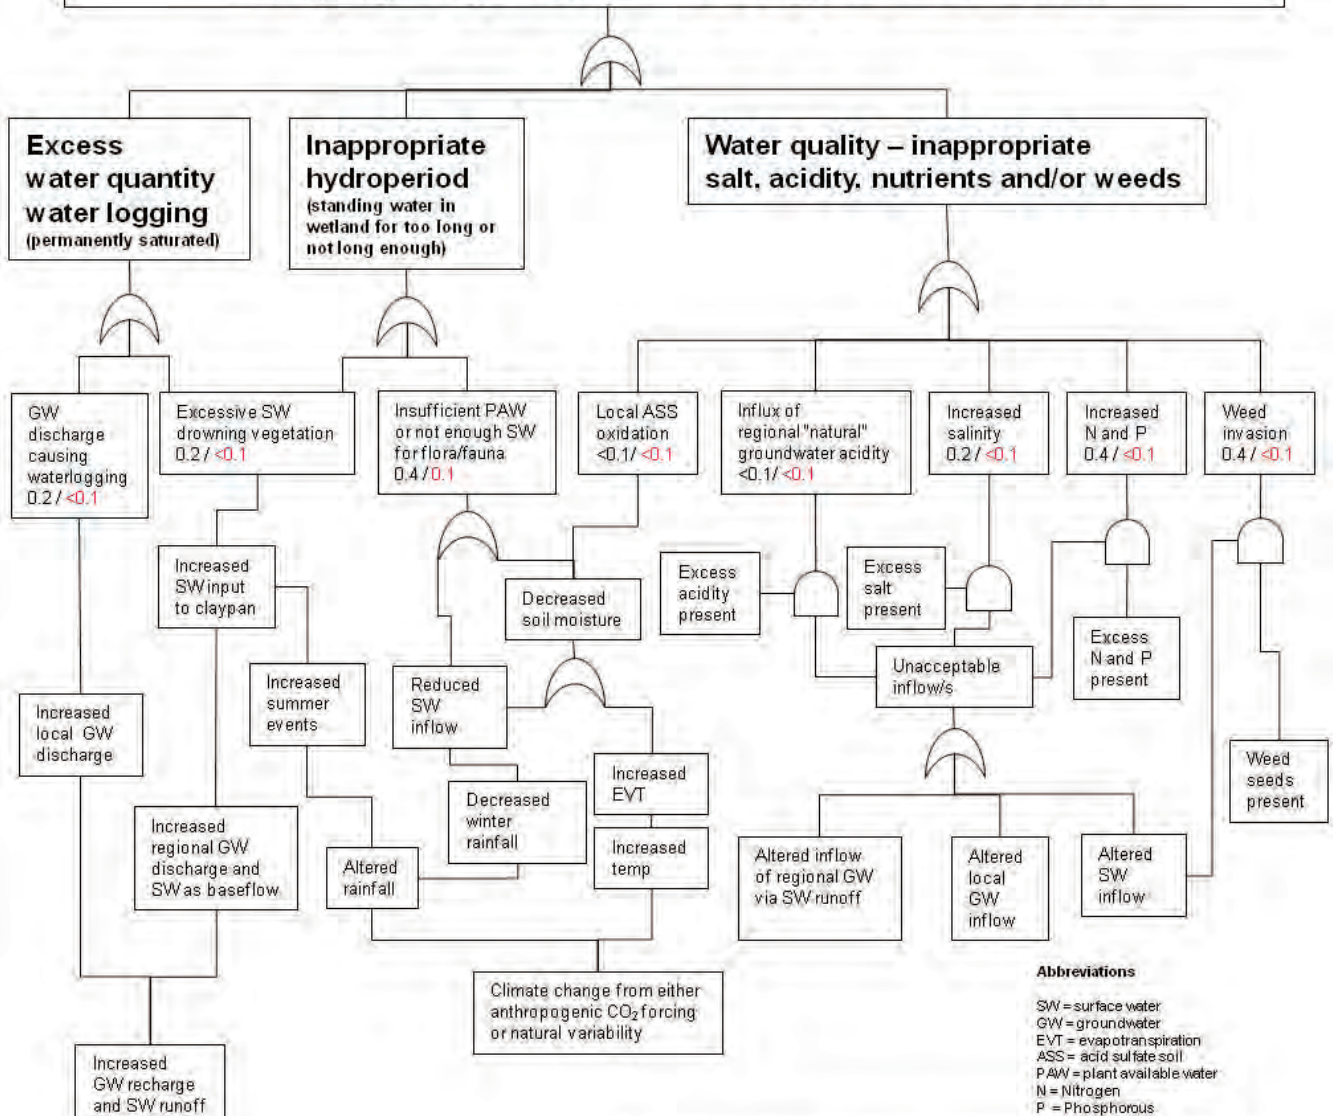 Excess
water quantity
water logging
(permanently saturated)
Inappropriate
hydroperiod
(standing water in
wetland for too long or
not long enough)
Water quality – inappropriate
salt, acidity, nutrients and/or weeds
GW
discharge
causing
waterlogging
0.2 / <0.1
Excessive SW
drowning vegetation
0.2 / <0.1
Insufficient PAW
or not enough SW
for flora/fauna
0.4 / 0.1
Local ASS
oxidation
<0.1/ <0.1
Influx of
regional "natural"
groundwater acidity
<0.1/ <0.1
Increased
salinity
0.2 / <0.1
Increased
N and P
0.4 / <0.1
Weed
invasion
0.4 / <0.1
Increased
SW input
to claypan
Decreased
soil moisture
Excess
acidity
present
Excess
salt
present
Excess
N and P
present
Unacceptable
inflow/s
Increased
summer
events
Reduced
SW
inflow
Increased
local GW
discharge
Increased
EVT
Weed
seeds
present
Decreased
winter
rainfall
Increased
regional GW
discharge and
SW as baseflow
Altered
rainfall
Increased
temp
Altered inflow
of regional GW
via SW runoff
Altered
local
GW
inflow
Altered
SW
inflow
Climate change from either
anthropogenic CO₂ forcing
or natural variability
Increased
GW recharge
and SW runoff
Abbreviations
SW = surface water
GW = groundwater
EVT = evapotranspiration
ASS = acid sulfate soil
PAW = plant available water
N = Nitrogen
P = Phosphorous